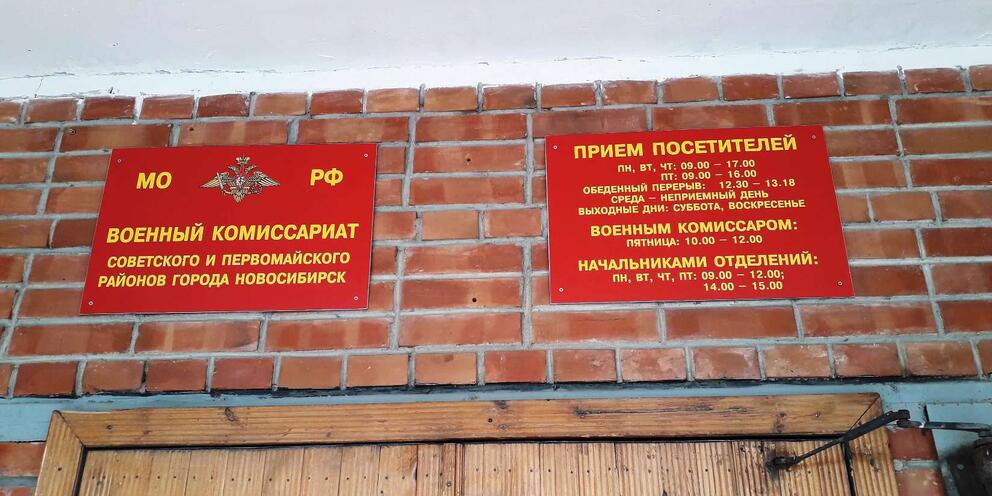 МО РФ
ВОЕННЫЙ КОМИССАРИАТ
СОВЕТСКОГО И ПЕРВОМАЙСКОГО
РАЙОНОВ ГОРОДА НОВОСИБИРСК
ПРИЕМ ПОСЕТИТЕЛЕЙ
ПН, ВТ, ЧТ: 09.00 – 17.00
ПТ: 09.00 – 16.00
ОБЕДЕННЫЙ ПЕРЕРЫВ: 12.30 – 13.18
СРЕДА – НЕПРИЕМНЫЙ ДЕНЬ
ВЫХОДНЫЕ ДНИ: СУББОТА, ВОСКРЕСЕНЬЕ
ВОЕННЫМ КОМИССАРОМ:
ПЯТНИЦА: 10.00 – 12.00
НАЧАЛЬНИКАМИ ОТДЕЛЕНИЙ:
ПН, ВТ, ЧТ, ПТ: 09.00 – 12.00;
14.00 – 15.00